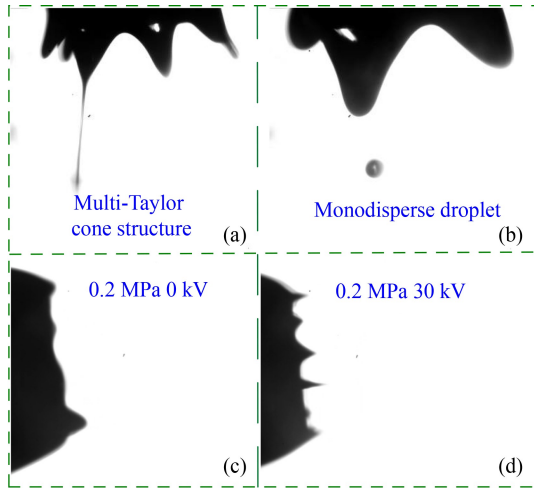 Multi-Taylor
cone structure
(a)
Monodisperse droplet
(b)
0.2 MPa 0 kV
(c)
0.2 MPa 30 kV
(d)